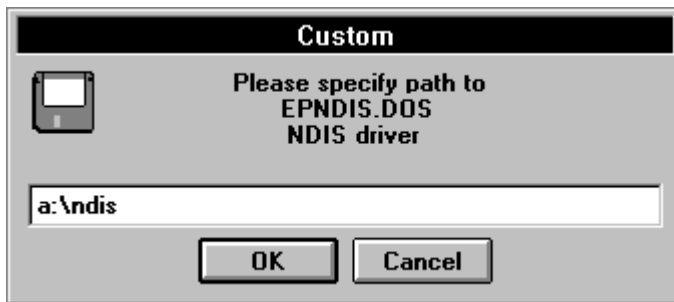 Custom
Please specify path to
EPNDIS.DOS
NDIS driver
a:\ndis
OK
Cancel